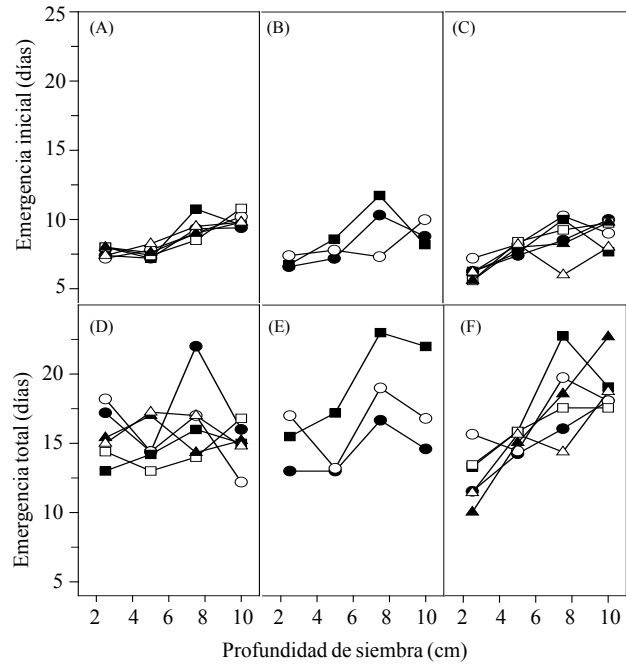 (A) (B) (C)
25
20
15
10
5
Emergencia inicial (días)
(D) (E) (F)
20
15
10
5
Emergencia total (días)
2 4 6 8 10 2 4 6 8 10 2 4 6 8 10
Profundidad de siembra (cm)